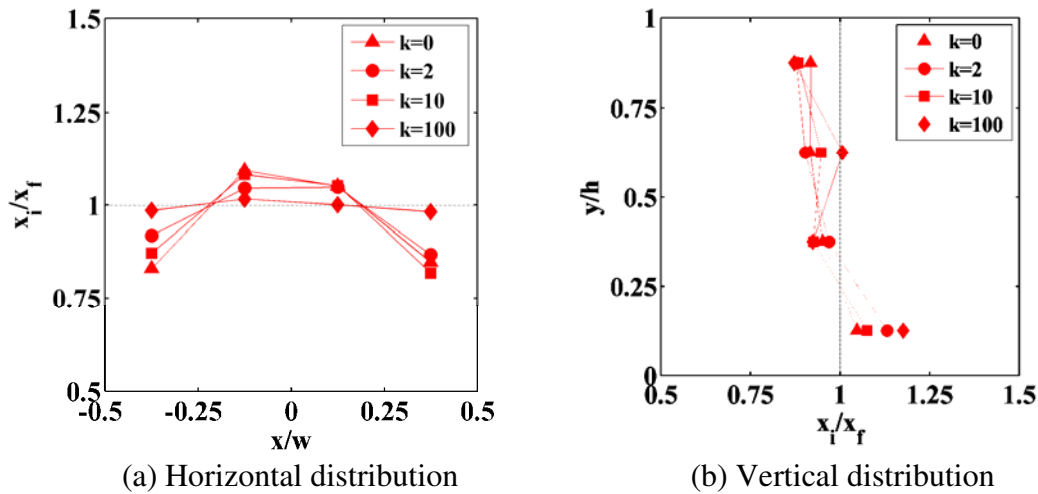 1.5
1.25
1
0.75
0.5
x_i/x_f
-0.5 -0.25 0 0.25 0.5
x/w
k=0
k=2
k=10
k=100
(a) Horizontal distribution
1
0.75
0.5
0.25
0
y/h
0.5 0.75 1 1.25 1.5
x_i/x_f
k=0
k=2
k=10
k=100
(b) Vertical distribution